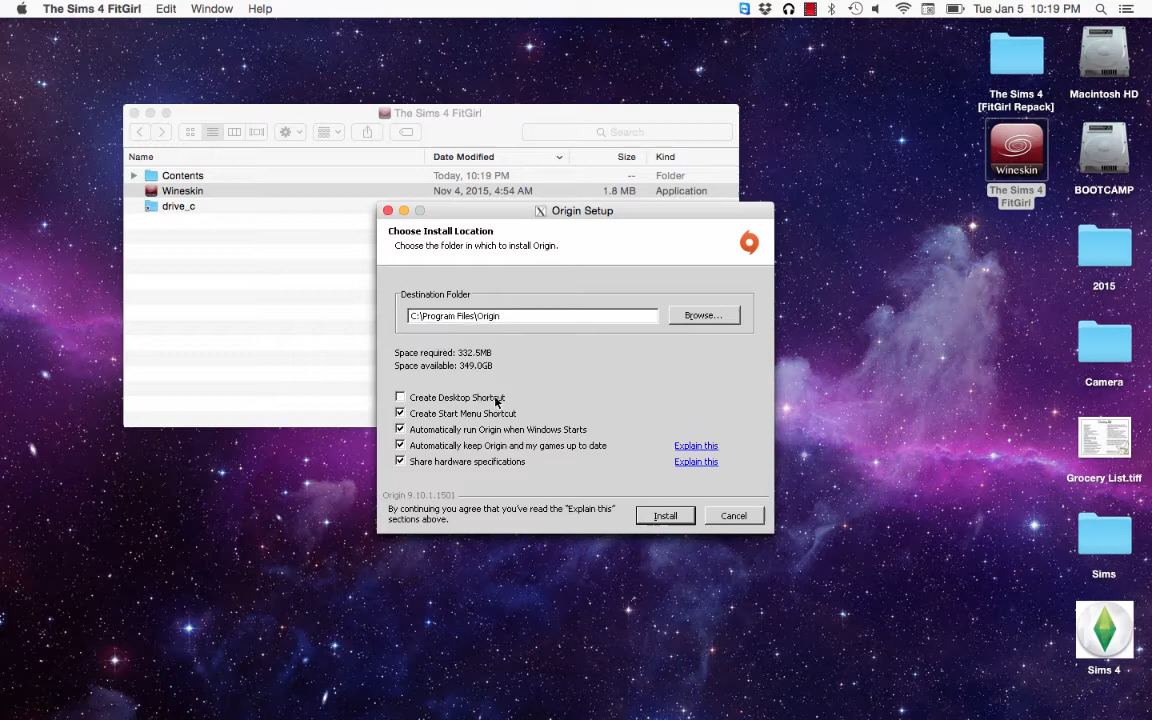 The Sims 4 FitGirl Edit Window Help Tue Jan 5 10:19 PM
The Sims 4
[FitGirl Repack]
Macintosh HD
Wineskin
The Sims 4
FitGirl
BOOTCAMP
2015
Camera
Grocery List.tiff
Sims
Sims 4
The Sims 4 FitGirl
Search
Name Date Modified Size Kind
Contents Today, 10:19 PM -- Folder
Wineskin Nov 4, 2015, 4:54 AM 1.8 MB Application
drive_c
Origin Setup
Choose Install Location
Choose the folder in which to install Origin.
Destination Folder
C:\Program Files\Origin Browse...
Space required: 332.5MB
Space available: 349.0GB
Create Desktop Shortcut
Create Start Menu Shortcut
Automatically run Origin when Windows Starts
Automatically keep Origin and my games up to date Explain this
Share hardware specifications Explain this
Origin 9.10.1.1501
By continuing you agree that you've read the "Explain this"
sections above.
Install Cancel